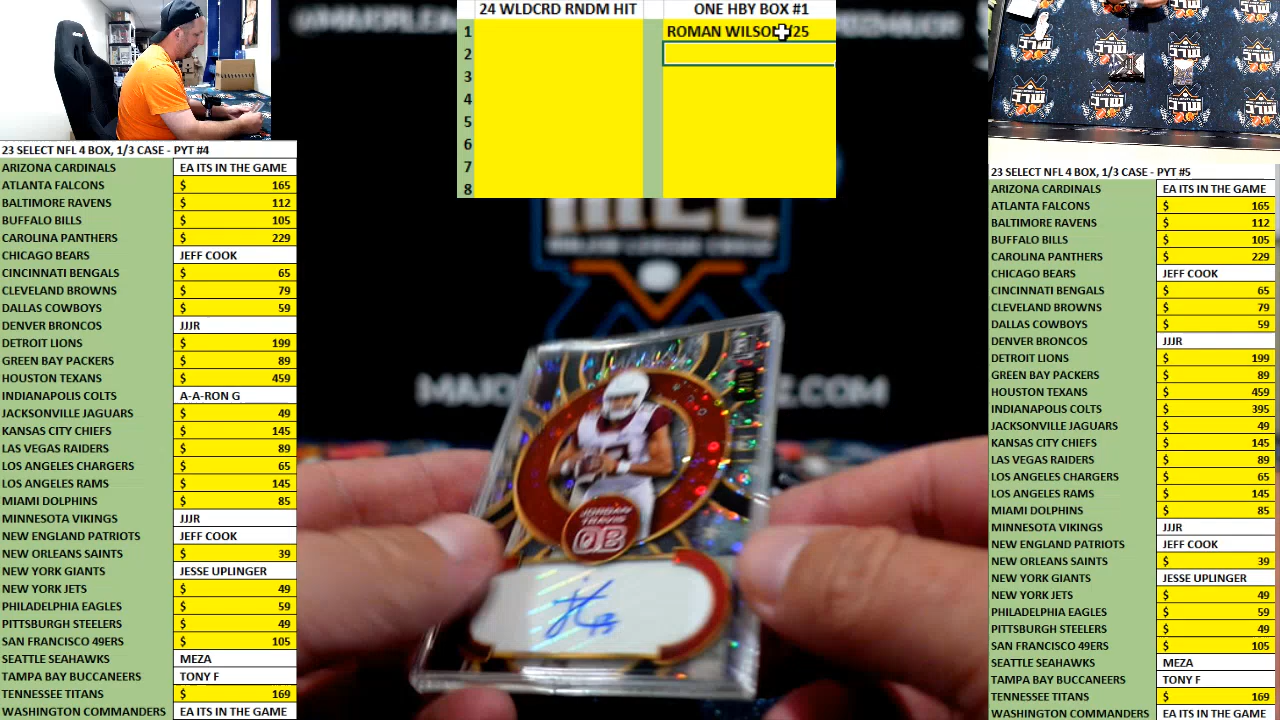 24 WLDCRD RNDM HIT
ONE HBY BOX #1
1
ROMAN WILSON /25
2
3
4
5
6
7
8
23 SELECT NFL 4 BOX, 1/3 CASE - PYT #4
ARIZONA CARDINALS EA ITS IN THE GAME
ATLANTA FALCONS $ 165
BALTIMORE RAVENS $ 112
BUFFALO BILLS $ 105
CAROLINA PANTHERS $ 229
CHICAGO BEARS JEFF COOK
CINCINNATI BENGALS $ 65
CLEVELAND BROWNS $ 79
DALLAS COWBOYS $ 59
DENVER BRONCOS JJJR
DETROIT LIONS $ 199
GREEN BAY PACKERS $ 89
HOUSTON TEXANS $ 459
INDIANAPOLIS COLTS A-A-RON G
JACKSONVILLE JAGUARS $ 49
KANSAS CITY CHIEFS $ 145
LAS VEGAS RAIDERS $ 89
LOS ANGELES CHARGERS $ 65
LOS ANGELES RAMS $ 145
MIAMI DOLPHINS $ 85
MINNESOTA VIKINGS JJJR
NEW ENGLAND PATRIOTS JEFF COOK
NEW ORLEANS SAINTS $ 39
NEW YORK GIANTS JESSE UPLINGER
NEW YORK JETS $ 49
PHILADELPHIA EAGLES $ 59
PITTSBURGH STEELERS $ 49
SAN FRANCISCO 49ERS $ 105
SEATTLE SEAHAWKS MEZA
TAMPA BAY BUCCANEERS TONY F
TENNESSEE TITANS $ 169
WASHINGTON COMMANDERS EA ITS IN THE GAME
MAJOR LEAGUE
JORDAN
TRAVIS
QB
23 SELECT NFL 4 BOX, 1/3 CASE - PYT #5
ARIZONA CARDINALS EA ITS IN THE GAME
ATLANTA FALCONS $ 165
BALTIMORE RAVENS $ 112
BUFFALO BILLS $ 105
CAROLINA PANTHERS $ 229
CHICAGO BEARS JEFF COOK
CINCINNATI BENGALS $ 65
CLEVELAND BROWNS $ 79
DALLAS COWBOYS $ 59
DENVER BRONCOS JJJR
DETROIT LIONS $ 199
GREEN BAY PACKERS $ 89
HOUSTON TEXANS $ 459
INDIANAPOLIS COLTS $ 395
JACKSONVILLE JAGUARS $ 49
KANSAS CITY CHIEFS $ 145
LAS VEGAS RAIDERS $ 89
LOS ANGELES CHARGERS $ 65
LOS ANGELES RAMS $ 145
MIAMI DOLPHINS $ 85
MINNESOTA VIKINGS JJJR
NEW ENGLAND PATRIOTS JEFF COOK
NEW ORLEANS SAINTS $ 39
NEW YORK GIANTS JESSE UPLINGER
NEW YORK JETS $ 49
PHILADELPHIA EAGLES $ 59
PITTSBURGH STEELERS $ 49
SAN FRANCISCO 49ERS $ 105
SEATTLE SEAHAWKS MEZA
TAMPA BAY BUCCANEERS TONY F
TENNESSEE TITANS $ 169
WASHINGTON COMMANDERS EA ITS IN THE GAME